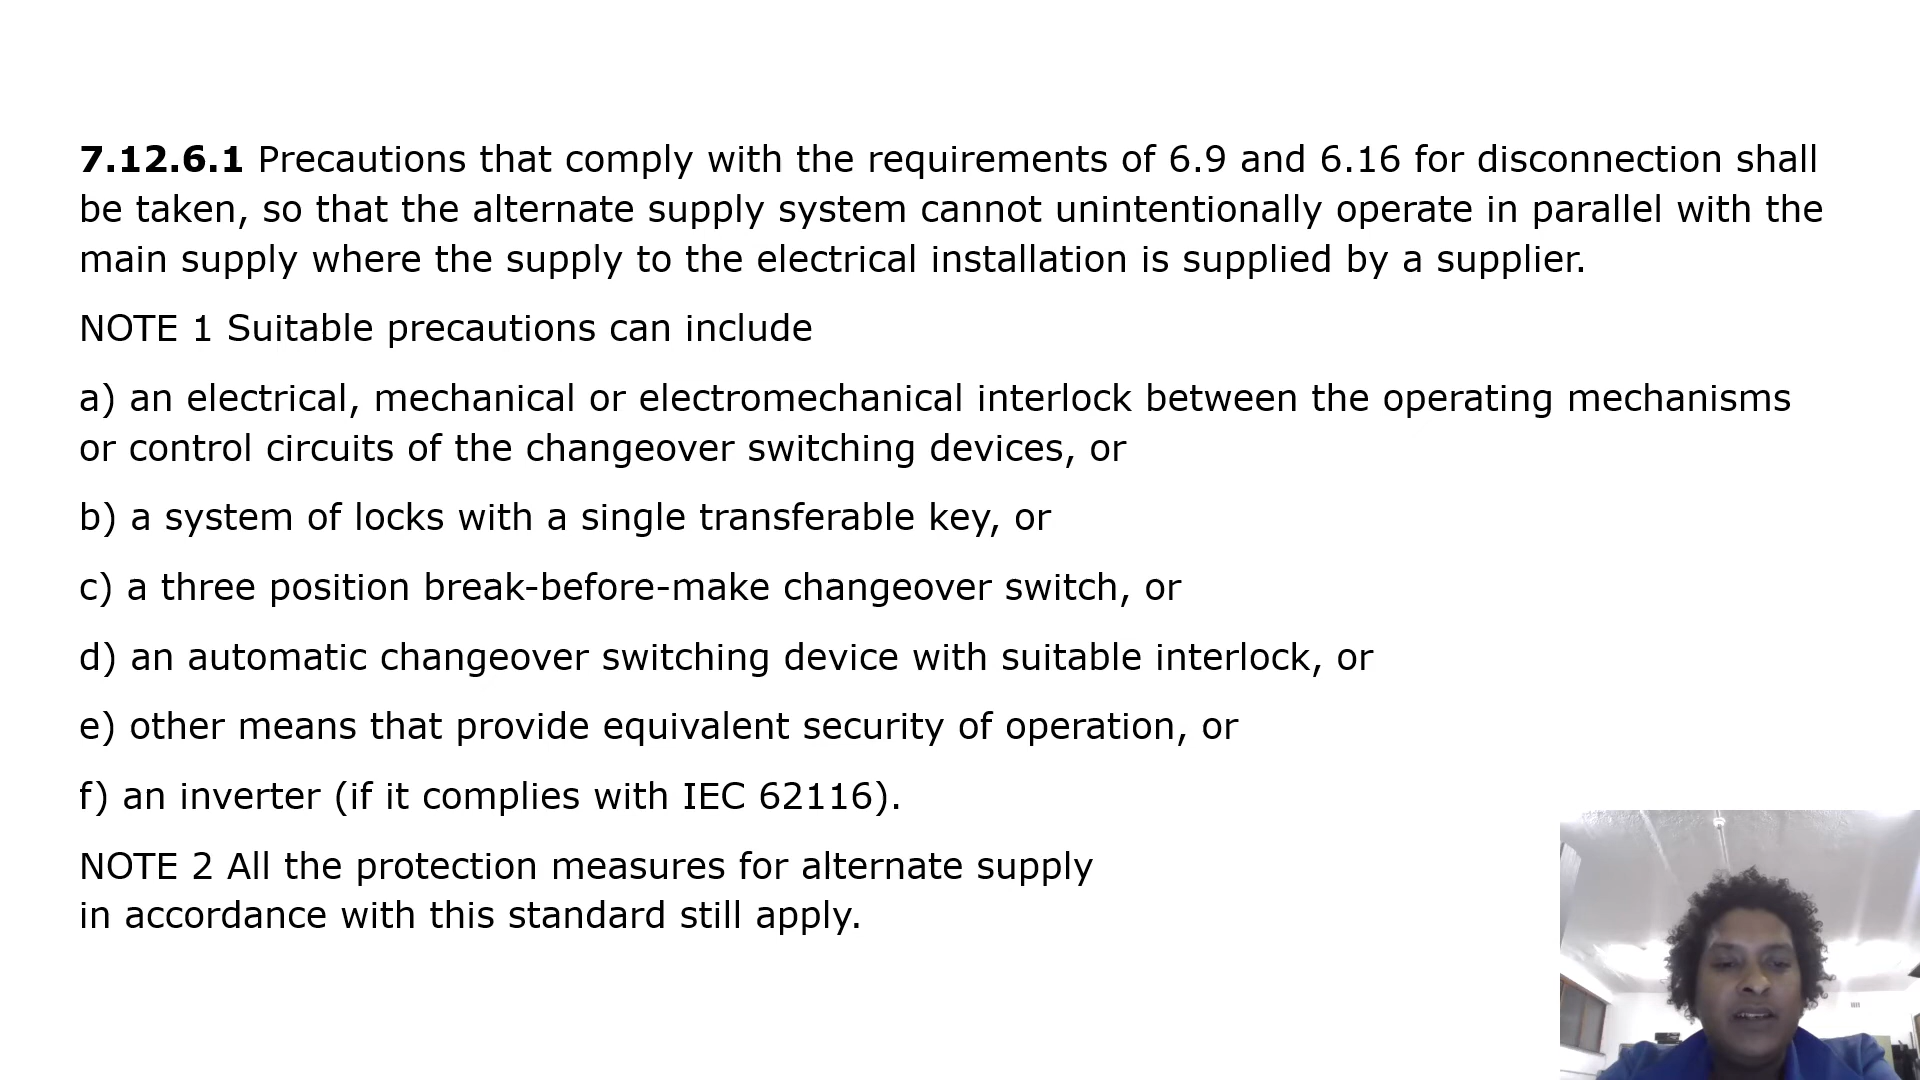 7.12.6.1 Precautions that comply with the requirements of 6.9 and 6.16 for disconnection shall
be taken, so that the alternate supply system cannot unintentionally operate in parallel with the
main supply where the supply to the electrical installation is supplied by a supplier.
NOTE 1 Suitable precautions can include
a) an electrical, mechanical or electromechanical interlock between the operating mechanisms
or control circuits of the changeover switching devices, or
b) a system of locks with a single transferable key, or
c) a three position break-before-make changeover switch, or
d) an automatic changeover switching device with suitable interlock, or
e) other means that provide equivalent security of operation, or
f) an inverter (if it complies with IEC 62116).
NOTE 2 All the protection measures for alternate supply
in accordance with this standard still apply.